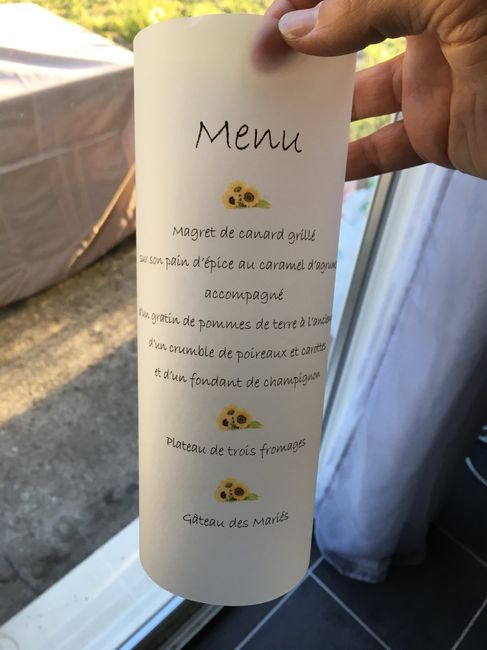 Menu
Magret de canard grillé
sur son pain d'épice au caramel d'agrume
accompagné
d'un gratin de pommes de terre à l'ancienne
d'un crumble de poireaux et carottes
et d'un fondant de champignon
Plateau de trois fromages
Gâteau des Mariés